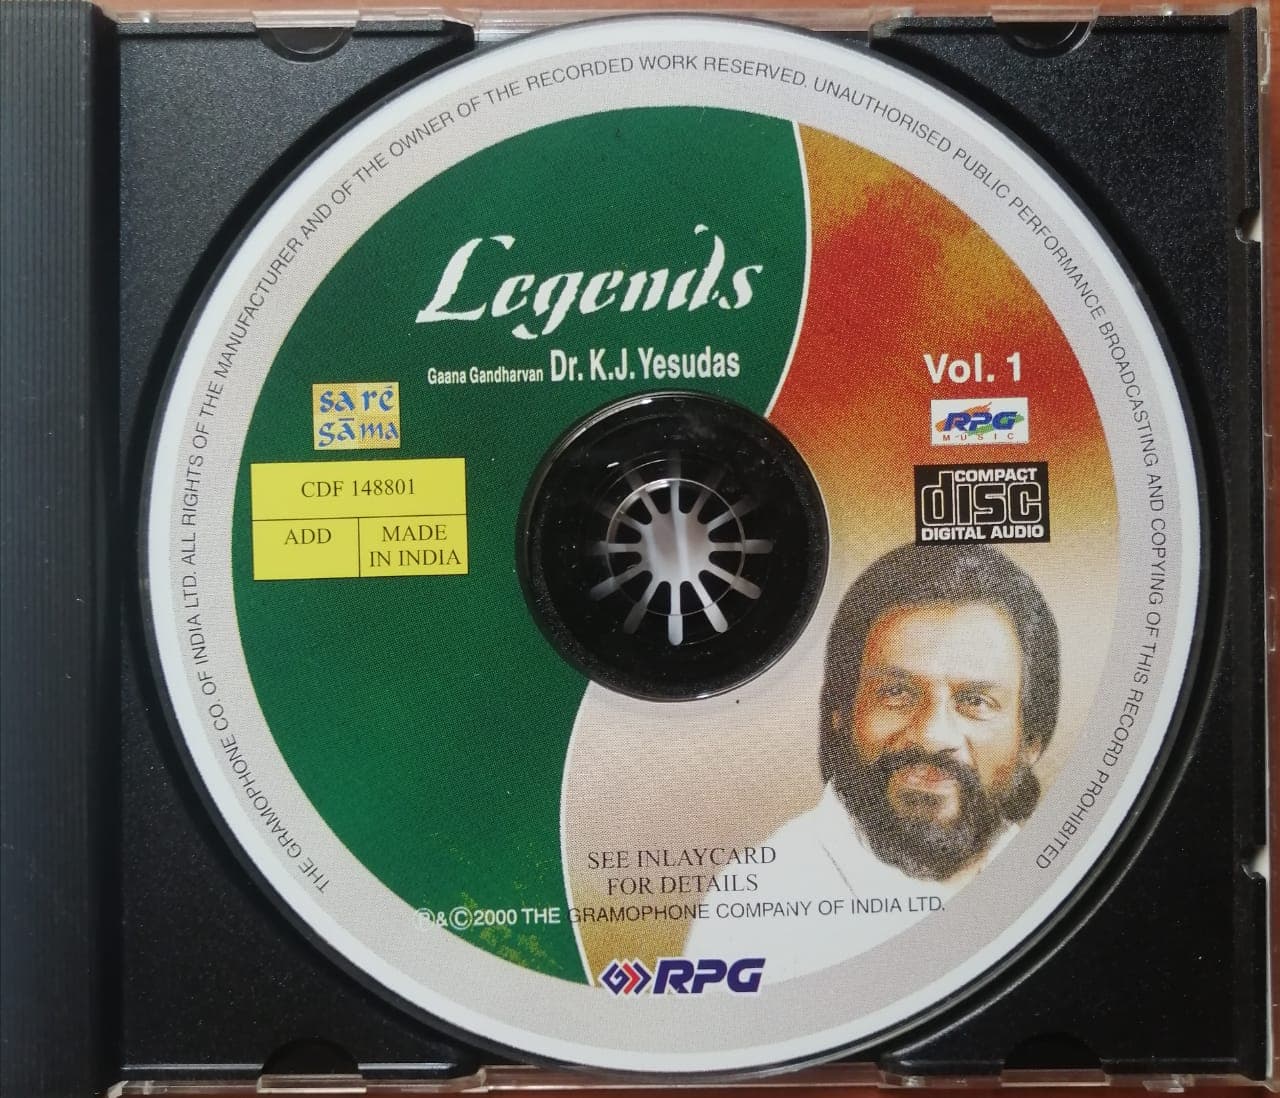 THE GRAMOPHONE CO. OF INDIA LTD. ALL RIGHTS OF THE MANUFACTURER AND OF THE OWNER OF THE RECORDED WORK RESERVED. UNAUTHORISED PUBLIC PERFORMANCE BROADCASTING AND COPYING OF THIS RECORD PROHIBITED
Legends
Gaana Gandharvan Dr. K.J. Yesudas
Vol. 1
sa ré
gāma
RPG
MUSIC
CDF 148801
ADD
MADE
IN INDIA
COMPACT
disc
DIGITAL AUDIO
SEE INLAYCARD
FOR DETAILS
℗&©2000 THE GRAMOPHONE COMPANY OF INDIA LTD.
RPG